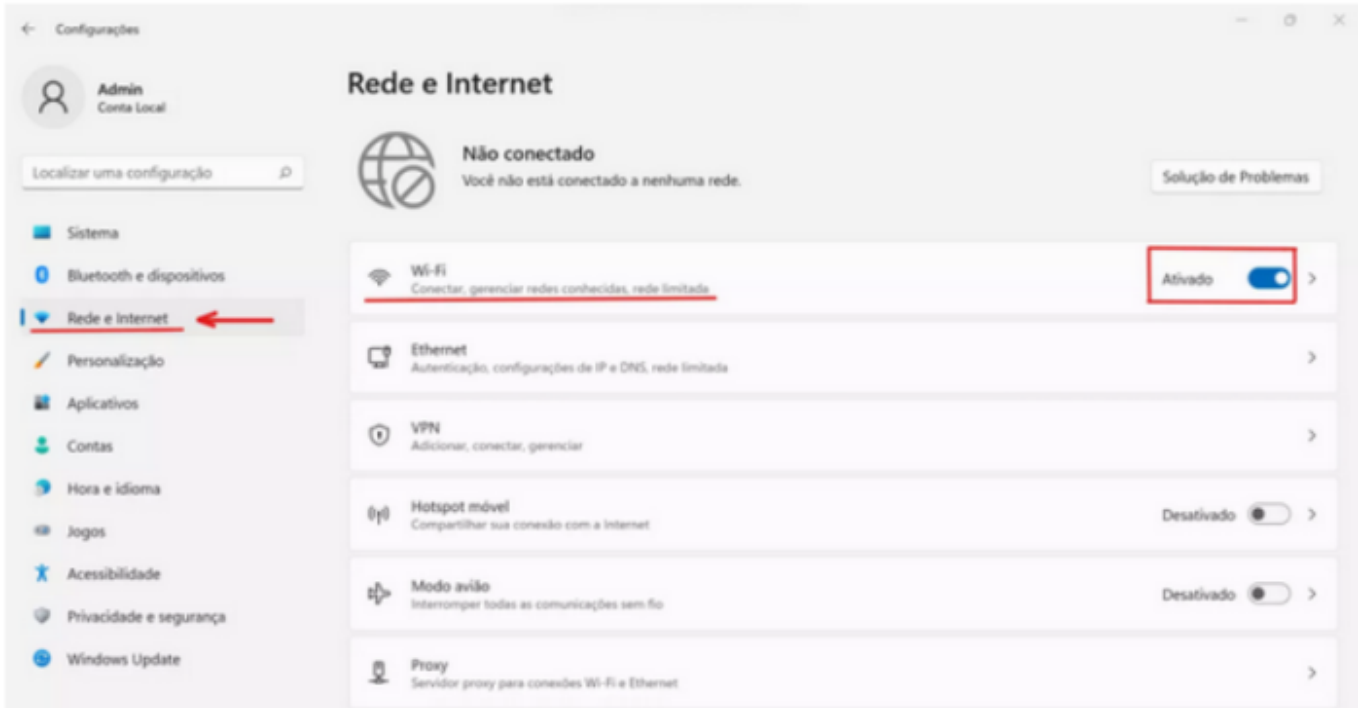 Configurações
Admin
Conta Local
Localizar uma configuração
Sistema
Bluetooth e dispositivos
Rede e Internet
Personalização
Aplicativos
Contas
Hora e idioma
Jogos
Acessibilidade
Privacidade e segurança
Windows Update
Rede e Internet
Não conectado
Você não está conectado a nenhuma rede.
Solução de Problemas
Wi-Fi
Conectar, gerenciar redes conhecidas, rede limitada
Ativado
Ethernet
Autenticação, configurações de IP e DNS, rede limitada
VPN
Adicionar, conectar, gerenciar
Hotspot móvel
Compartilhar sua conexão com a Internet
Desativado
Modo avião
Interromper todas as comunicações sem fio
Desativado
Proxy
Servidor proxy para conexões Wi-Fi e Ethernet